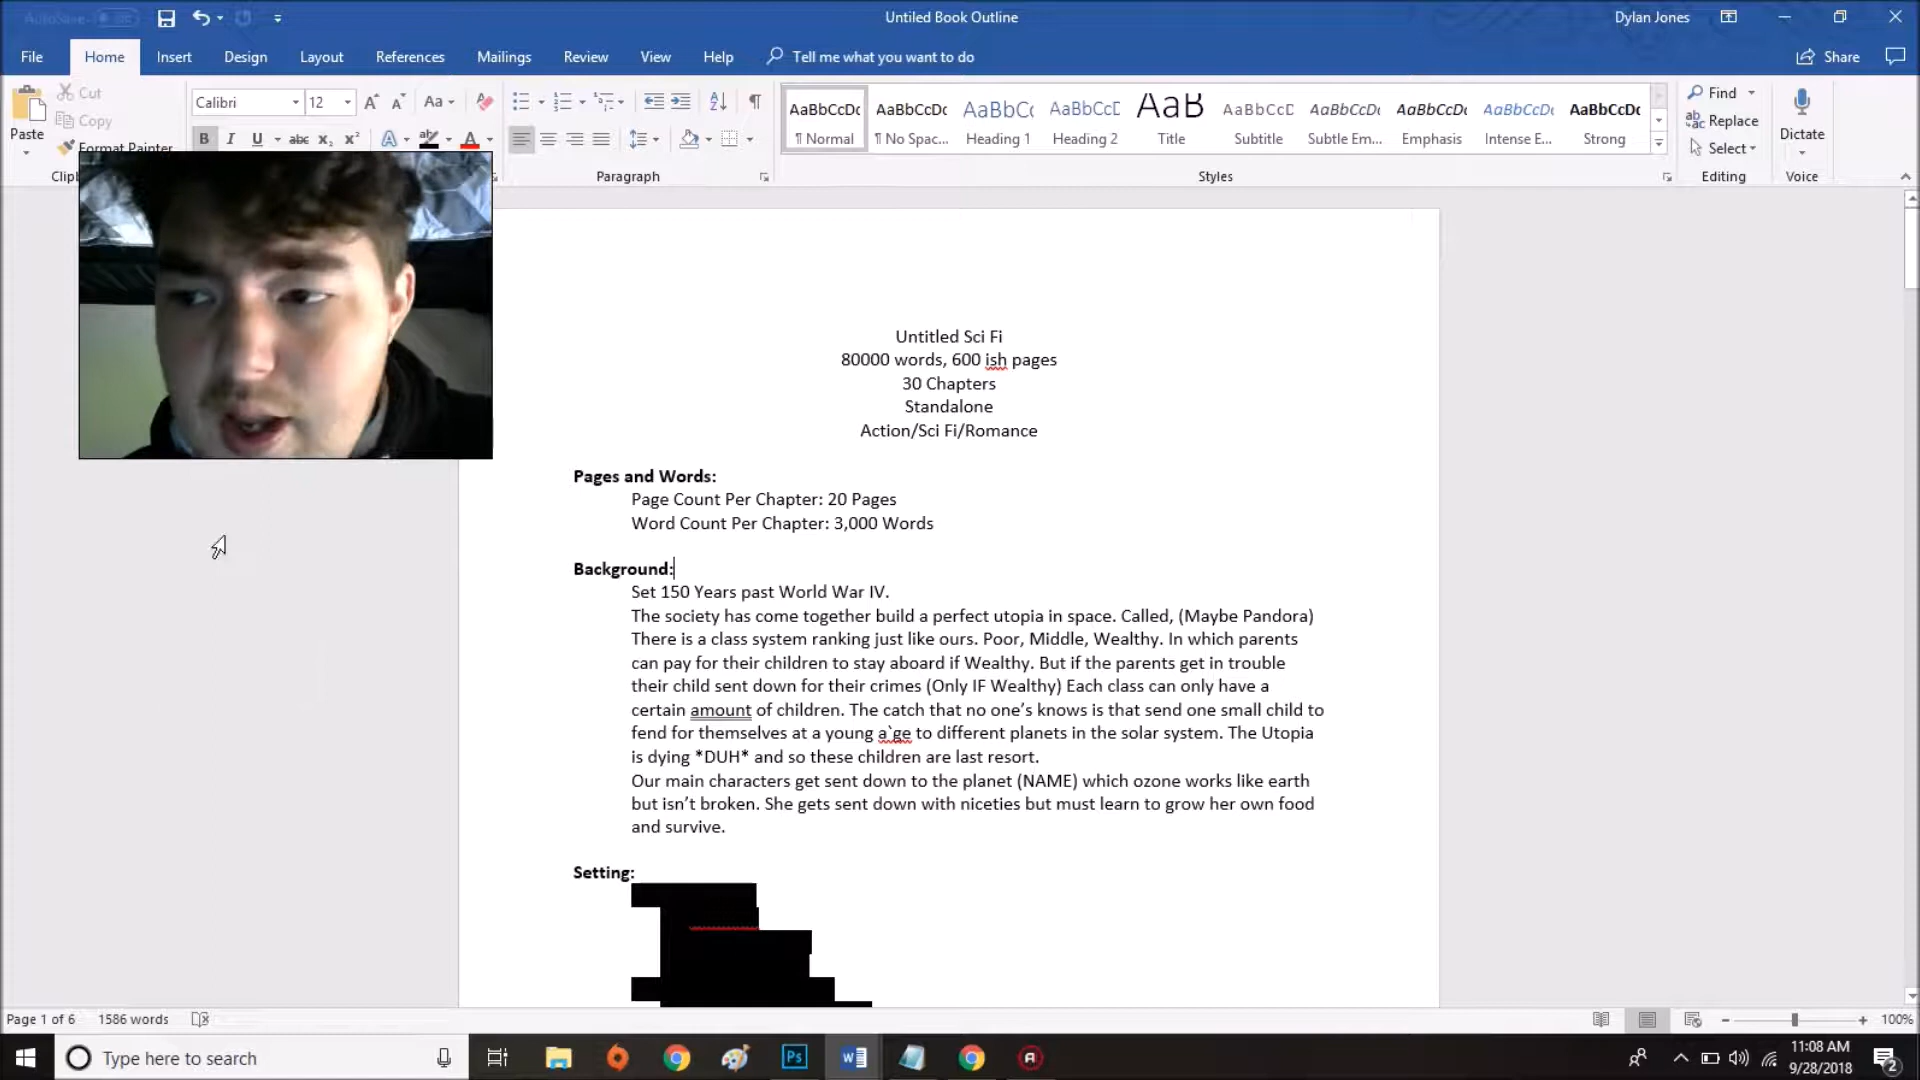 AutoSave Off
Untiled Book Outline
Dylan Jones
File Home Insert Design Layout References Mailings Review View Help Tell me what you want to do
Share
Paste
Cut
Copy
Format Painter
Calibri 12
AaBbCcDc AaBbCcDc AaBbC( AaBbCcE AaB AaBbCcD AaBbCcDc AaBbCcDc AaBbCcDc AaBbCcDc
¶ Normal ¶ No Spac... Heading 1 Heading 2 Title Subtitle Subtle Em... Emphasis Intense E... Strong
Find
Replace
Select
Dictate
Paragraph
Styles
Editing
Voice
Untitled Sci Fi
80000 words, 600 ish pages
30 Chapters
Standalone
Action/Sci Fi/Romance
Pages and Words:
Page Count Per Chapter: 20 Pages
Word Count Per Chapter: 3,000 Words
Background:
Set 150 Years past World War IV.
The society has come together build a perfect utopia in space. Called, (Maybe Pandora)
There is a class system ranking just like ours. Poor, Middle, Wealthy. In which parents
can pay for their children to stay aboard if Wealthy. But if the parents get in trouble
their child sent down for their crimes (Only IF Wealthy) Each class can only have a
certain amount of children. The catch that no one’s knows is that send one small child to
fend for themselves at a young a`ge to different planets in the solar system. The Utopia
is dying *DUH* and so these children are last resort.
Our main characters get sent down to the planet (NAME) which ozone works like earth
but isn’t broken. She gets sent down with niceties but must learn to grow her own food
and survive.
Setting:
Page 1 of 6 1586 words
100%
Type here to search
11:08 AM
9/28/2018
2